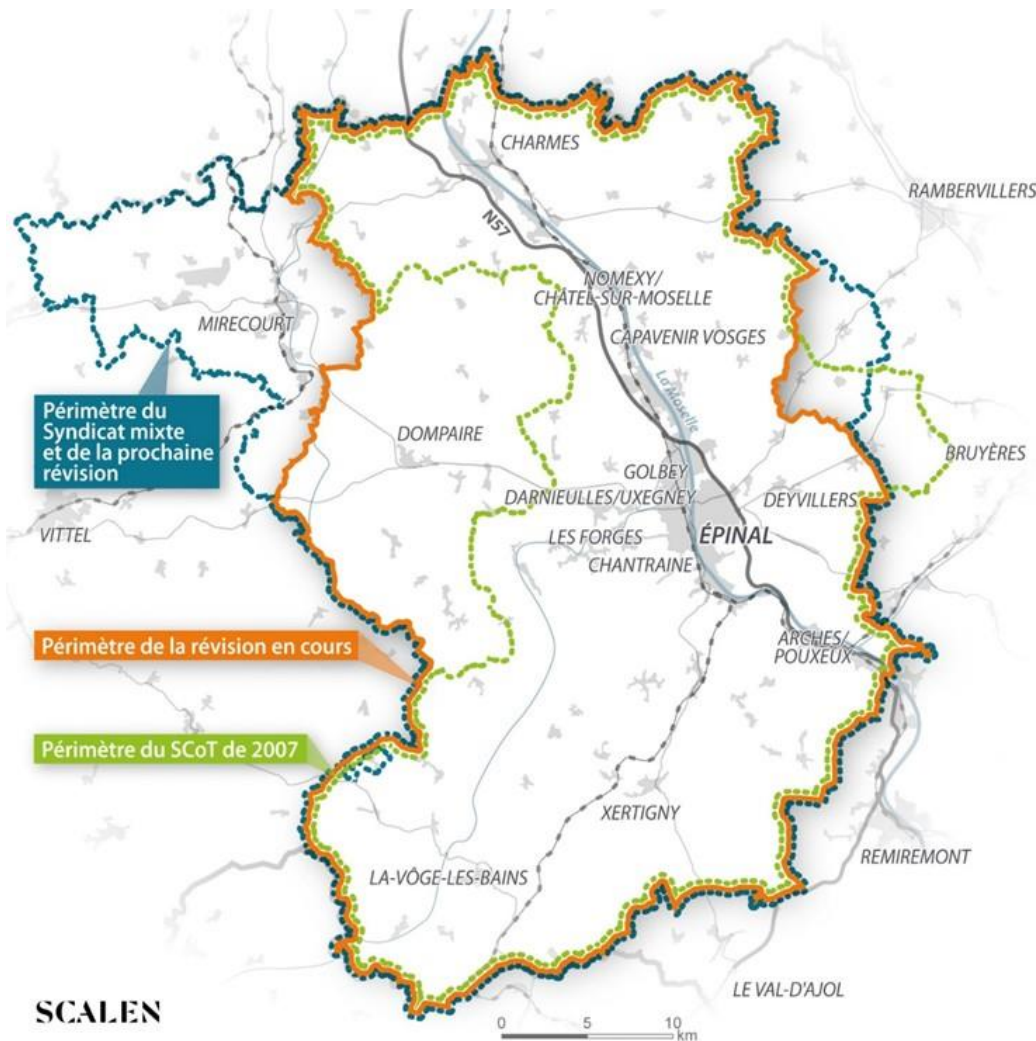 CHARMES
RAMBERVILLERS
N57
NOMEXY/
CHÂTEL-SUR-MOSELLE
MIRECOURT
CAPAVENIR VOSGES
La Moselle
Périmètre du
Syndicat mixte
et de la prochaine
révision
DOMPAIRE
BRUYÈRES
GOLBEY
DARNIEULLES/UXEGNEY
DEYVILLERS
VITTEL
LES FORGES
ÉPINAL
CHANTRAINE
Périmètre de la révision en cours
ARCHES/
POUXEUX
Périmètre du SCoT de 2007
XERTIGNY
REMIREMONT
LA-VÔGE-LES-BAINS
LE VAL-D'AJOL
SCALEN
0 5 10
km